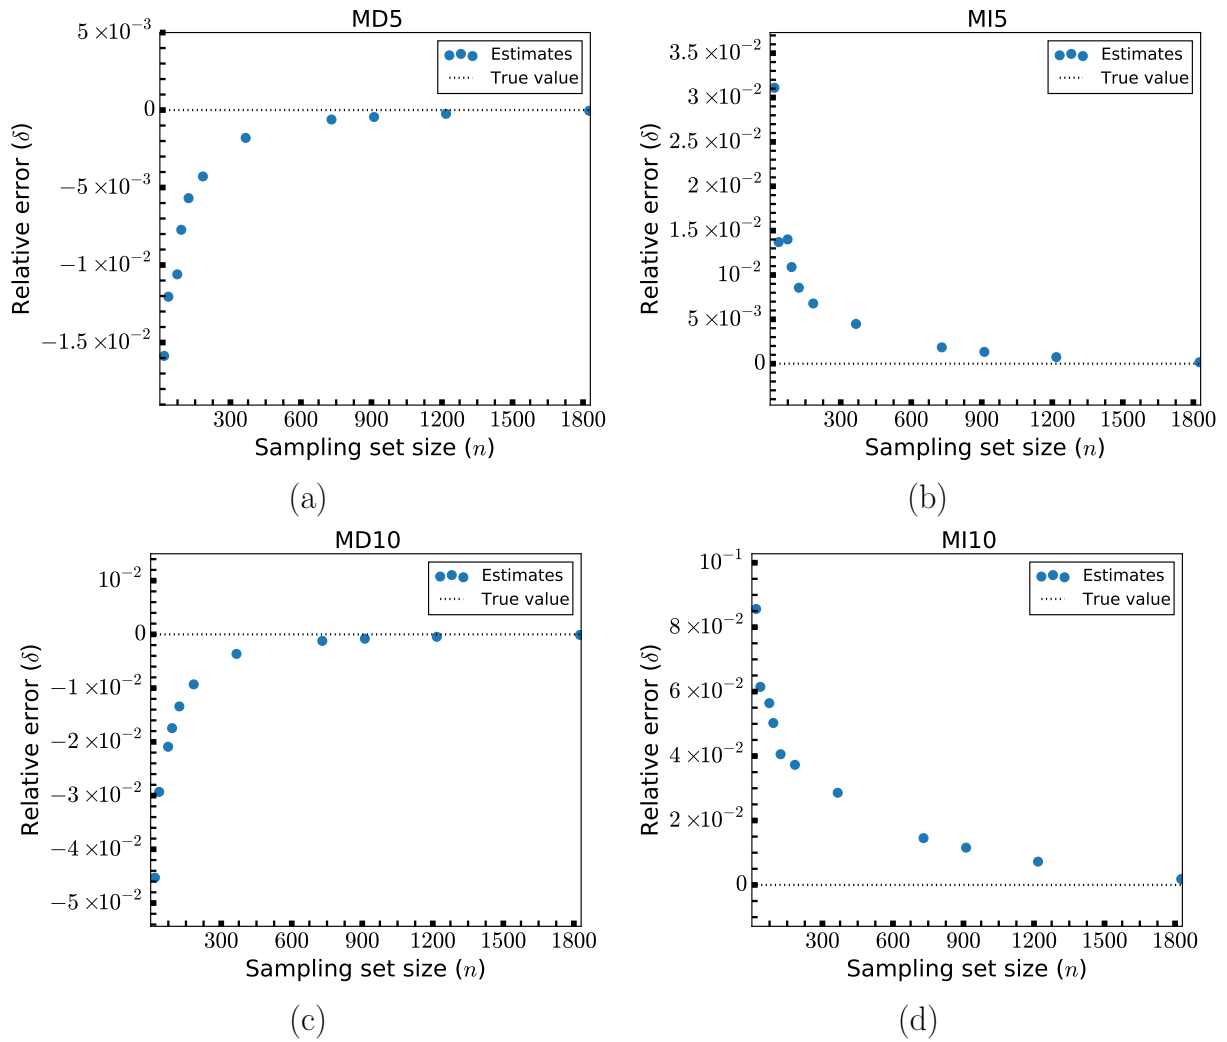 MD5
5 ×10⁻³
0
−5 ×10⁻³
−1 ×10⁻²
−1.5 ×10⁻²
Relative error (δ)
Estimates
True value
300 600 900 1200 1500 1800
Sampling set size (n)
(a)
MI5
3.5 ×10⁻²
3 ×10⁻²
2.5 ×10⁻²
2 ×10⁻²
1.5 ×10⁻²
10⁻²
5 ×10⁻³
0
Relative error (δ)
Estimates
True value
300 600 900 1200 1500 1800
Sampling set size (n)
(b)
MD10
10⁻²
0
−1 ×10⁻²
−2 ×10⁻²
−3 ×10⁻²
−4 ×10⁻²
−5 ×10⁻²
Relative error (δ)
Estimates
True value
300 600 900 1200 1500 1800
Sampling set size (n)
(c)
MI10
10⁻¹
8 ×10⁻²
6 ×10⁻²
4 ×10⁻²
2 ×10⁻²
0
Relative error (δ)
Estimates
True value
300 600 900 1200 1500 1800
Sampling set size (n)
(d)